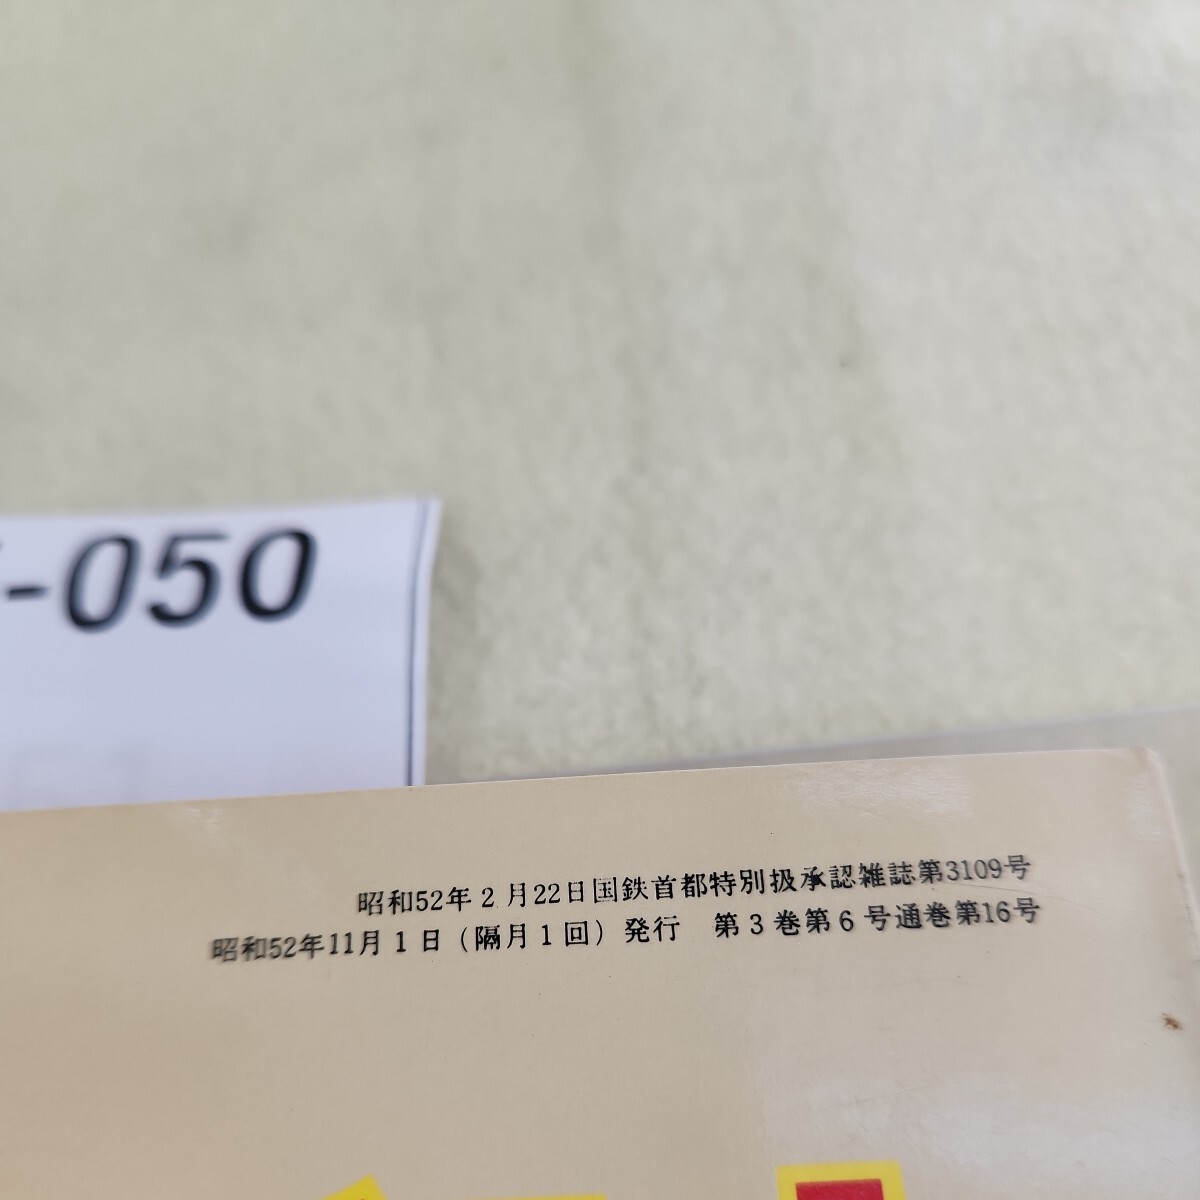 -050
昭和52年2月22日国鉄首都特別扱承認雑誌第3109号
昭和52年11月1日(隔月1回)発行 第3巻第6号通巻第16号